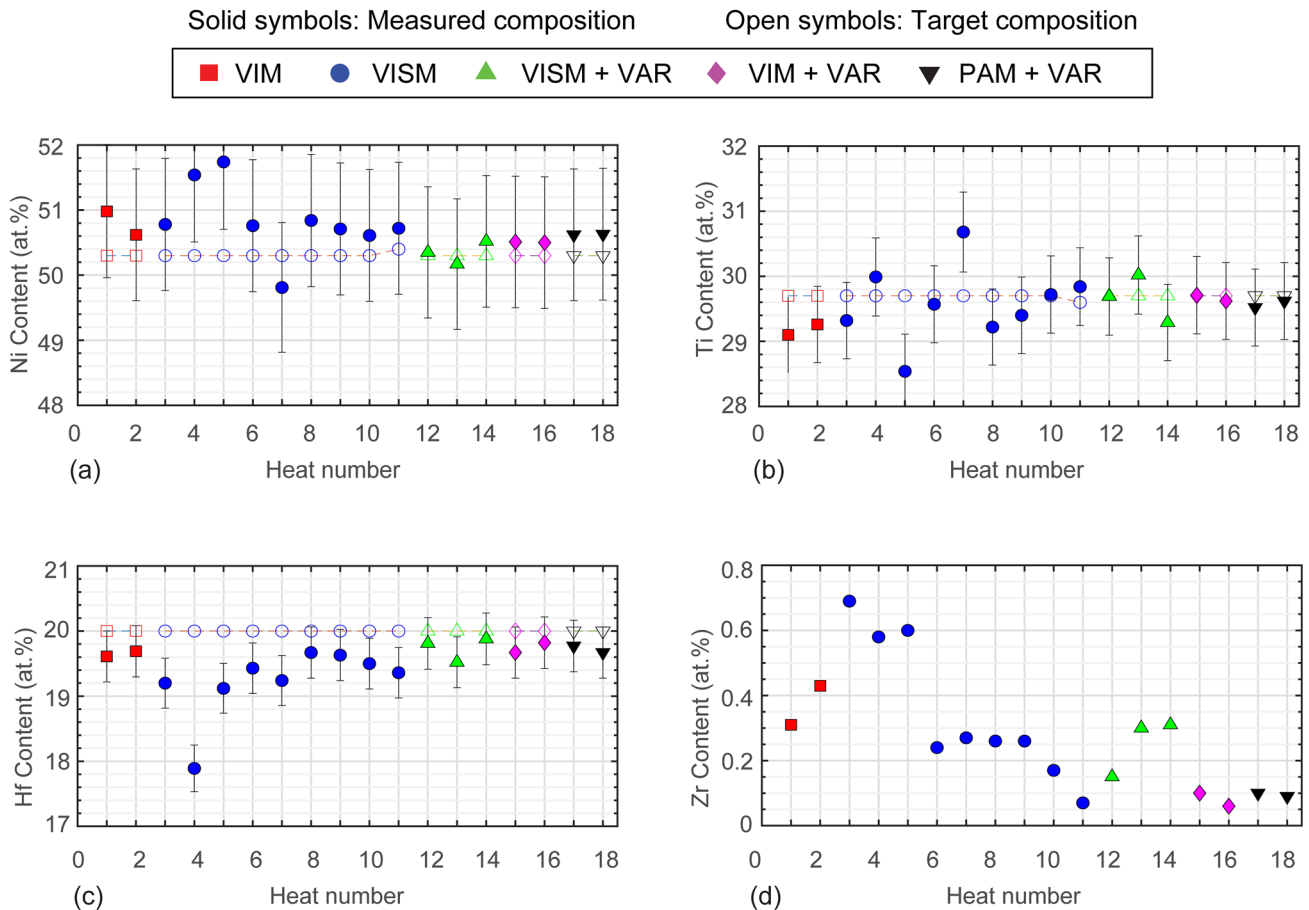 Solid symbols: Measured composition Open symbols: Target composition
VIM VISM VISM + VAR VIM + VAR PAM + VAR
52
51
50
49
48
Ni Content (at.%)
0 2 4 6 8 10 12 14 16 18
(a) Heat number
32
31
30
29
28
Ti Content (at.%)
0 2 4 6 8 10 12 14 16 18
(b) Heat number
21
20
19
18
17
Hf Content (at.%)
0 2 4 6 8 10 12 14 16 18
(c) Heat number
0.8
0.6
0.4
0.2
0
Zr Content (at.%)
0 2 4 6 8 10 12 14 16 18
(d) Heat number